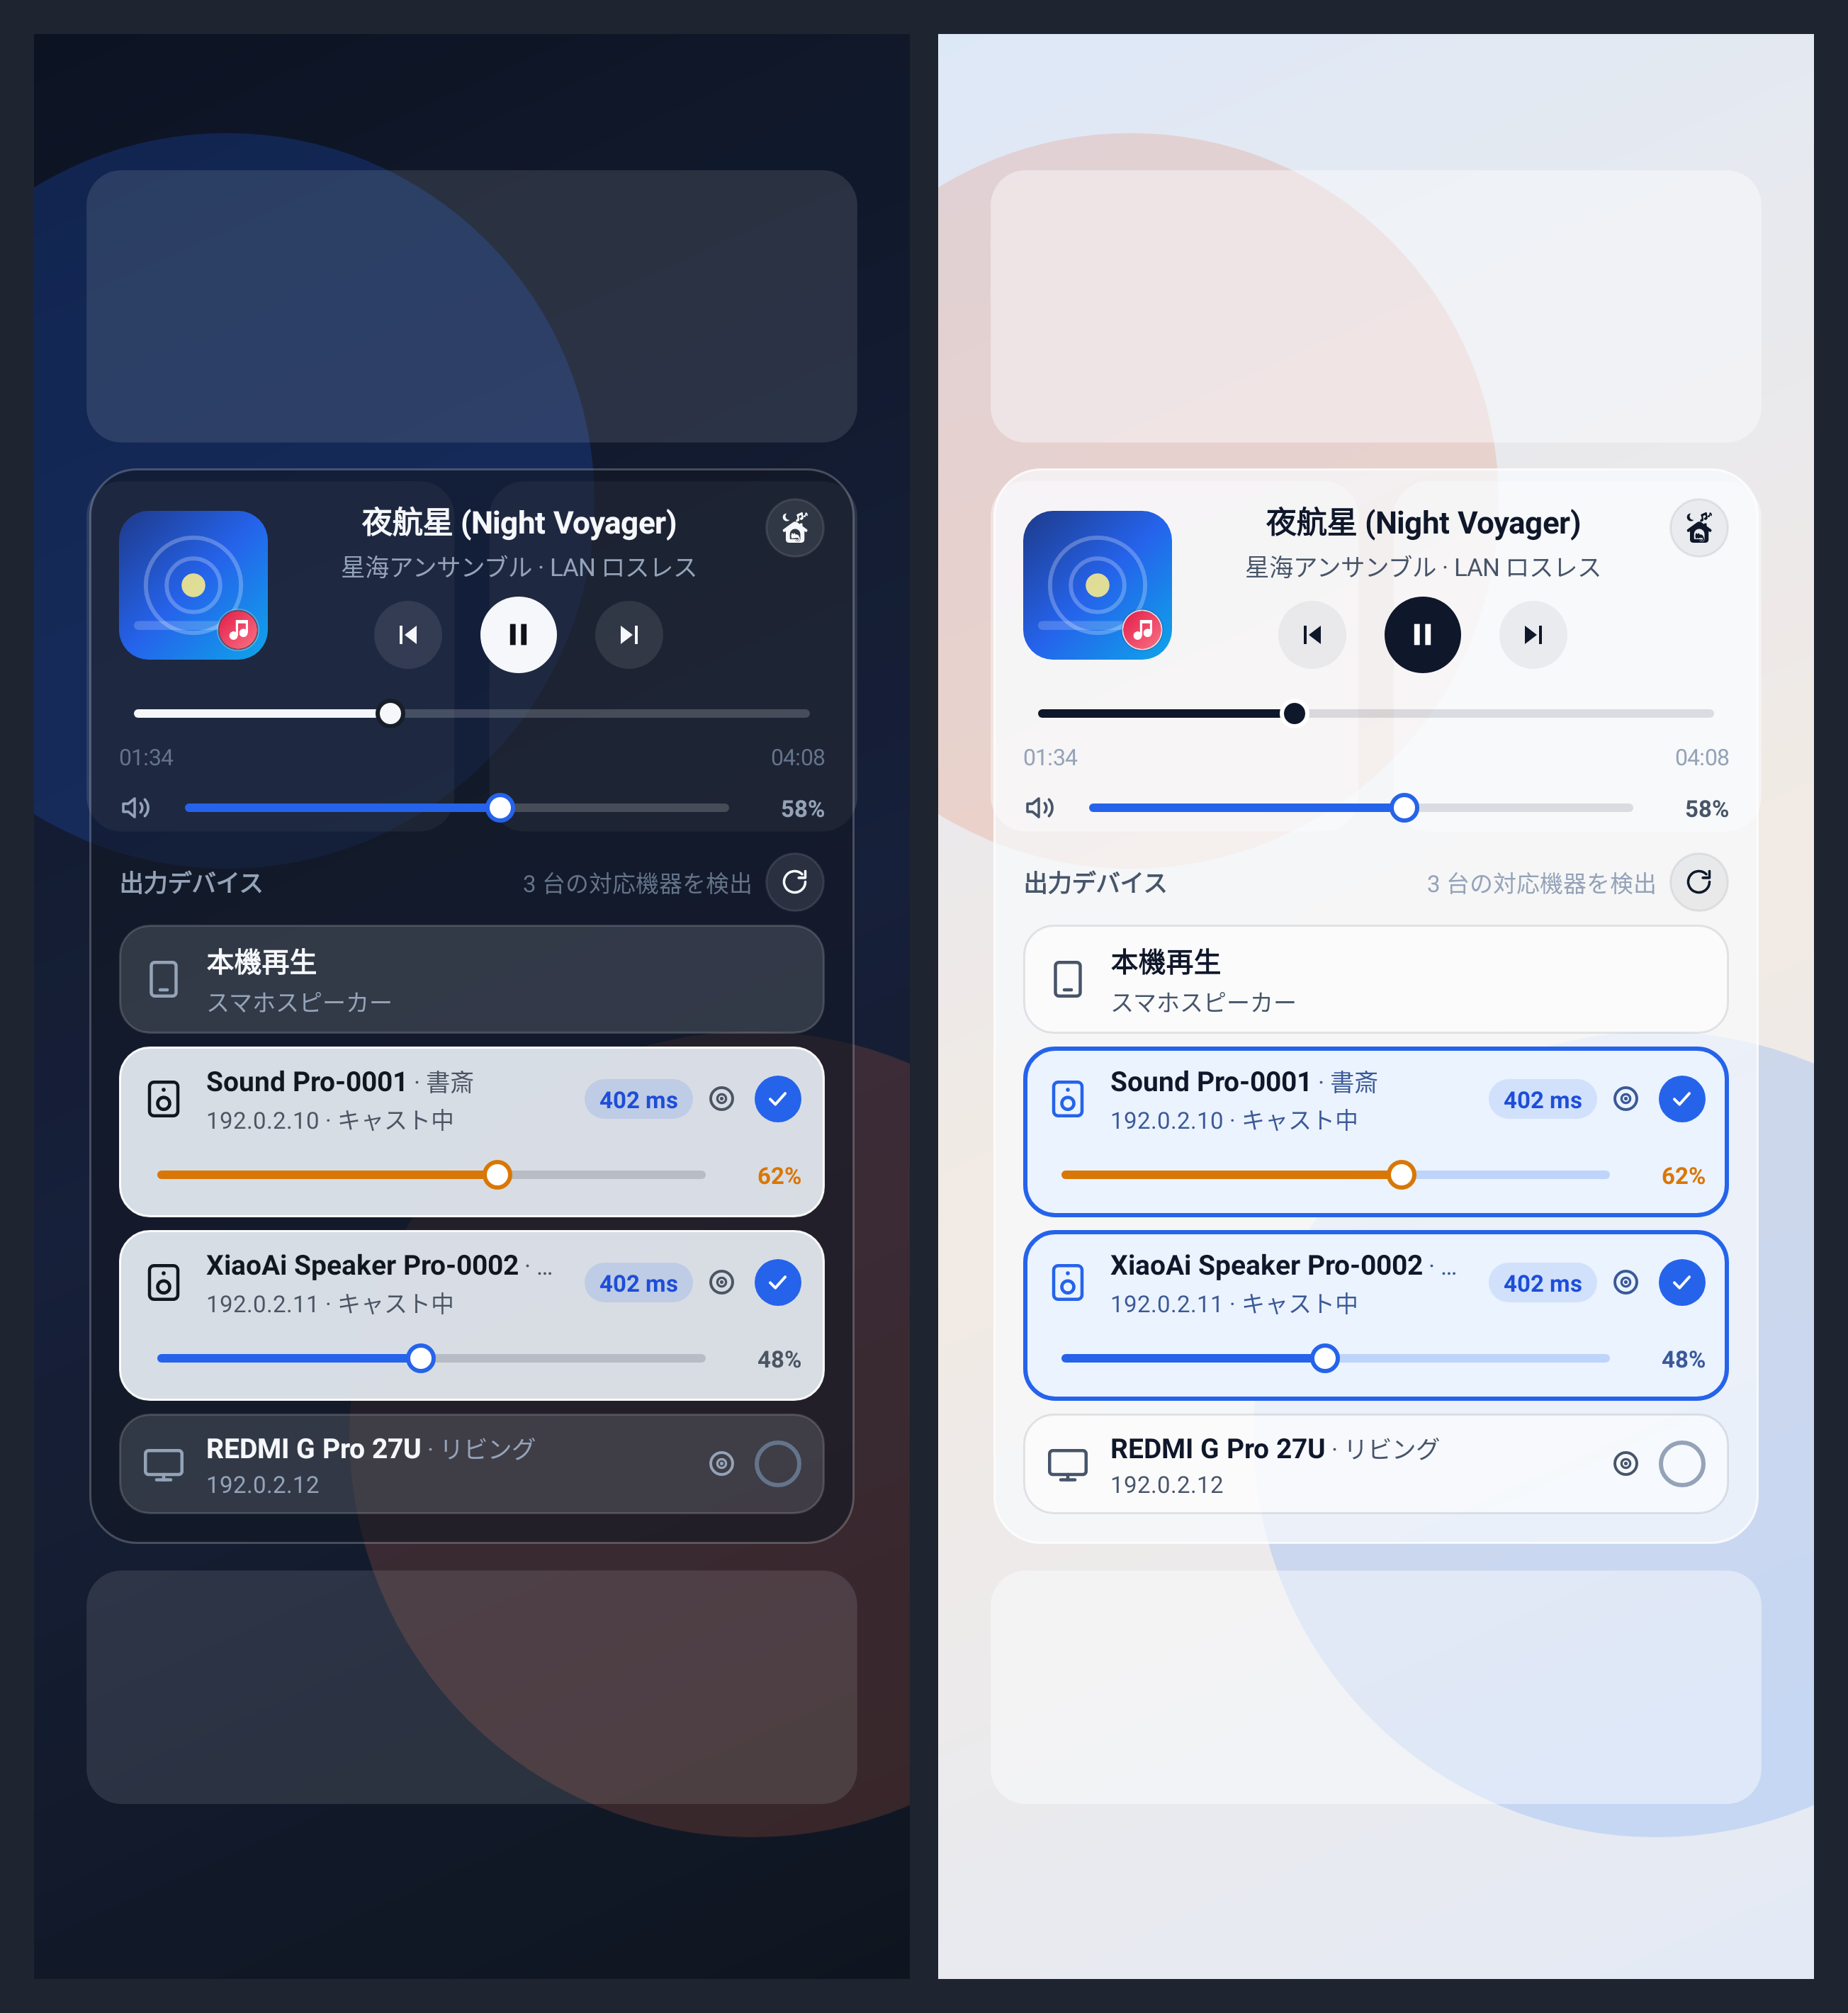 夜航星 (Night Voyager)
星海アンサンブル · LAN ロスレス
01:34
04:08
58%
出力デバイス
3 台の対応機器を検出
本機再生
スマホスピーカー
Sound Pro-0001 · 書斎
402 ms
192.0.2.10 · キャスト中
62%
XiaoAi Speaker Pro-0002 · ...
402 ms
192.0.2.11 · キャスト中
48%
REDMI G Pro 27U · リビング
192.0.2.12
夜航星 (Night Voyager)
星海アンサンブル · LAN ロスレス
01:34
04:08
58%
出力デバイス
3 台の対応機器を検出
本機再生
スマホスピーカー
Sound Pro-0001 · 書斎
402 ms
192.0.2.10 · キャスト中
62%
XiaoAi Speaker Pro-0002 · ...
402 ms
192.0.2.11 · キャスト中
48%
REDMI G Pro 27U · リビング
192.0.2.12